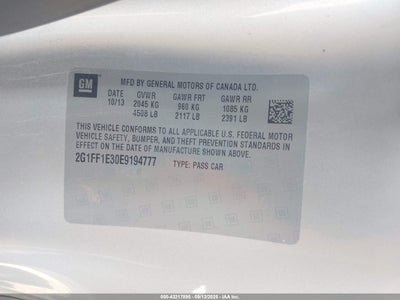 GM
MFD BY GENERAL MOTORS OF CANADA LTD.
DATE GVWR GAWR FRT GAWR RR
10/13 2045 KG 960 KG 1085 KG
4508 LB 2117 LB 2391 LB
THIS VEHICLE CONFORMS TO ALL APPLICABLE U.S. FEDERAL MOTOR
VEHICLE SAFETY, BUMPER, AND THEFT PREVENTION STANDARDS IN
EFFECT ON THE DATE OF MANUFACTURE SHOWN ABOVE.
2G1FF1E30E9194777 TYPE: PASS CAR